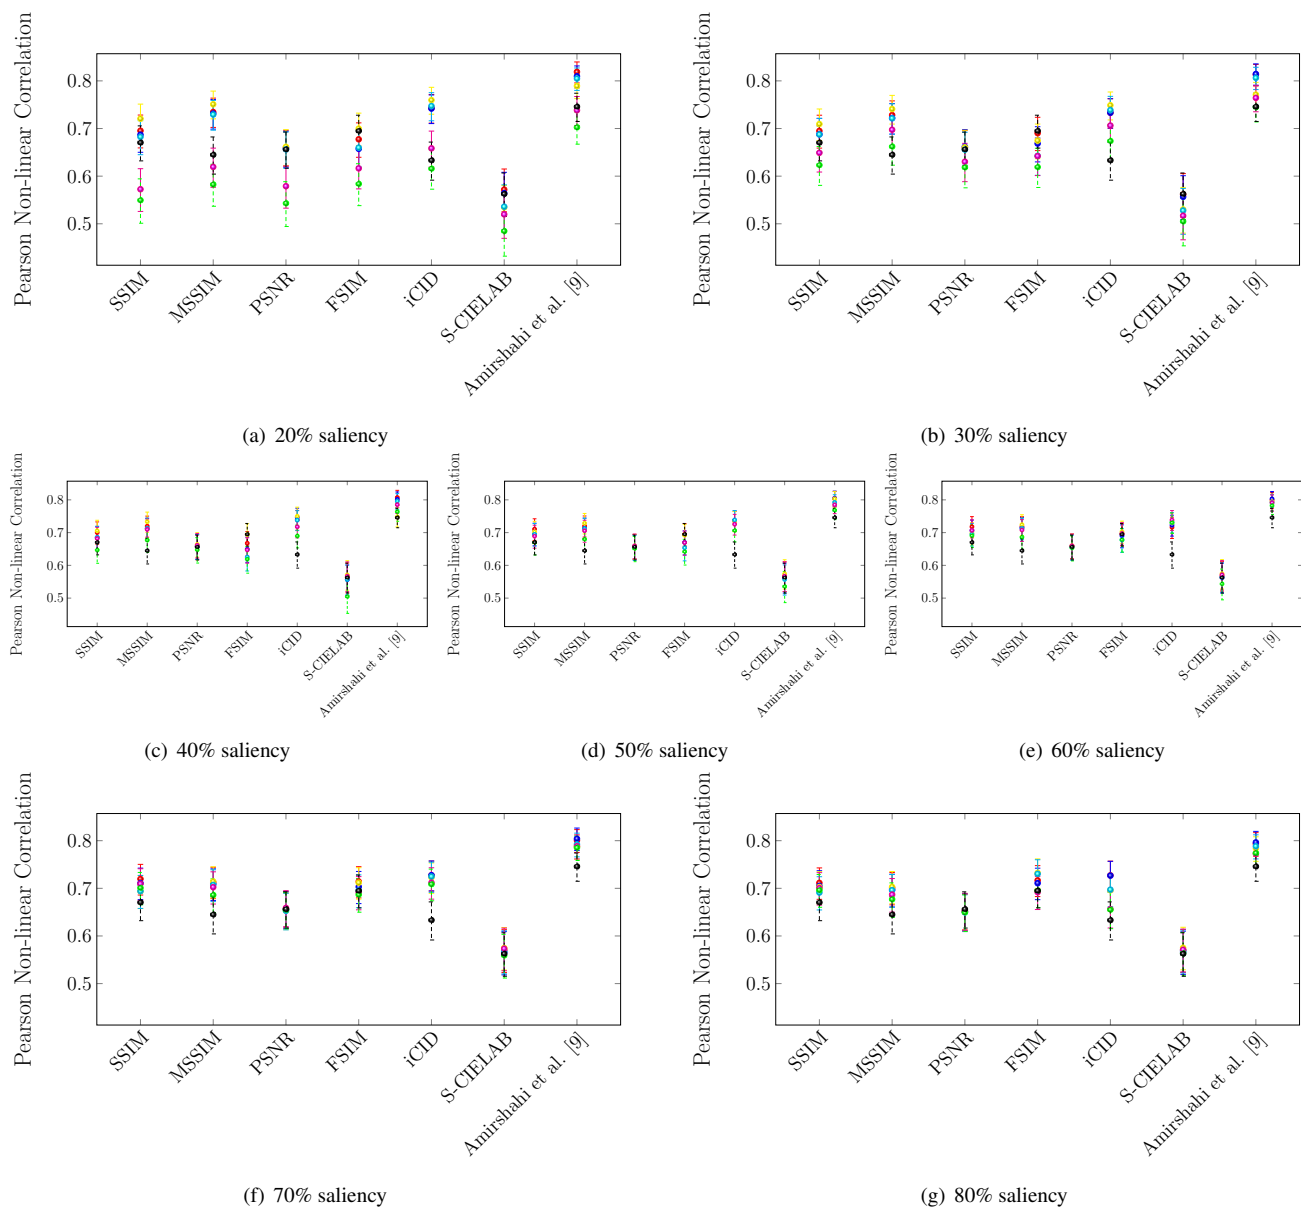 Pearson Non-linear Correlation
0.8
0.7
0.6
0.5
SSIM
MSSIM
PSNR
FSIM
iCID
S-CIELAB
Amirshahi et al. [9]
(a) 20% saliency
Pearson Non-linear Correlation
0.8
0.7
0.6
0.5
SSIM
MSSIM
PSNR
FSIM
iCID
S-CIELAB
Amirshahi et al. [9]
(b) 30% saliency
Pearson Non-linear Correlation
0.8
0.7
0.6
0.5
SSIM
MSSIM
PSNR
FSIM
iCID
S-CIELAB
Amirshahi et al. [9]
(c) 40% saliency
Pearson Non-linear Correlation
0.8
0.7
0.6
0.5
SSIM
MSSIM
PSNR
FSIM
iCID
S-CIELAB
Amirshahi et al. [9]
(d) 50% saliency
Pearson Non-linear Correlation
0.8
0.7
0.6
0.5
SSIM
MSSIM
PSNR
FSIM
iCID
S-CIELAB
Amirshahi et al. [9]
(e) 60% saliency
Pearson Non-linear Correlation
0.8
0.7
0.6
0.5
SSIM
MSSIM
PSNR
FSIM
iCID
S-CIELAB
Amirshahi et al. [9]
(f) 70% saliency
Pearson Non-linear Correlation
0.8
0.7
0.6
0.5
SSIM
MSSIM
PSNR
FSIM
iCID
S-CIELAB
Amirshahi et al. [9]
(g) 80% saliency